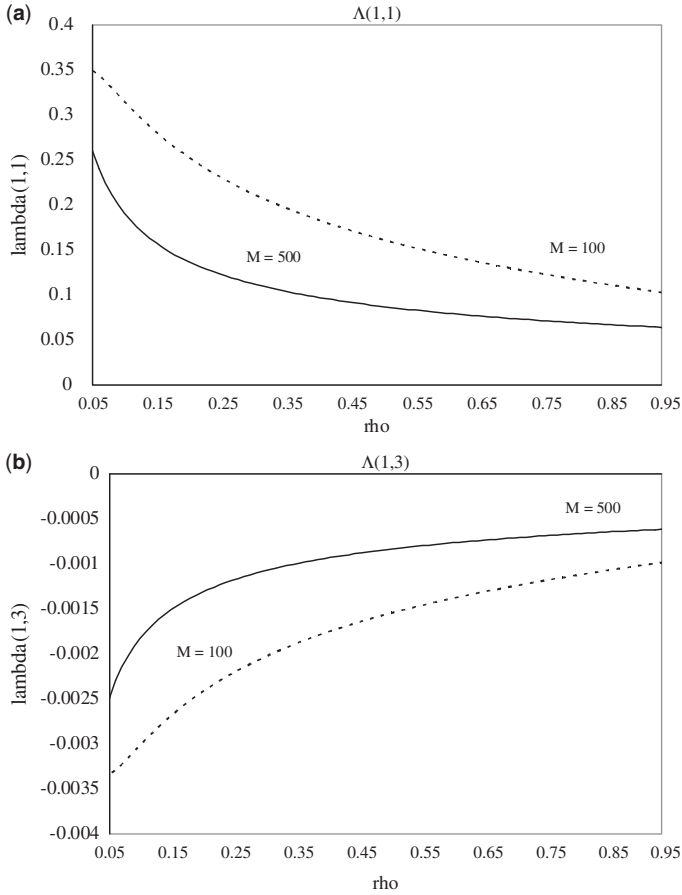 (a)
Λ(1,1)
0.4
0.35
0.3
0.25
0.2
0.15
0.1
0.05
0
lambda(1,1)
M = 100
M = 500
0.05 0.15 0.25 0.35 0.45 0.55 0.65 0.75 0.85 0.95
rho
(b)
Λ(1,3)
0
-0.0005
-0.001
-0.0015
-0.002
-0.0025
-0.003
-0.0035
-0.004
lambda(1,3)
M = 500
M = 100
0.05 0.15 0.25 0.35 0.45 0.55 0.65 0.75 0.85 0.95
rho